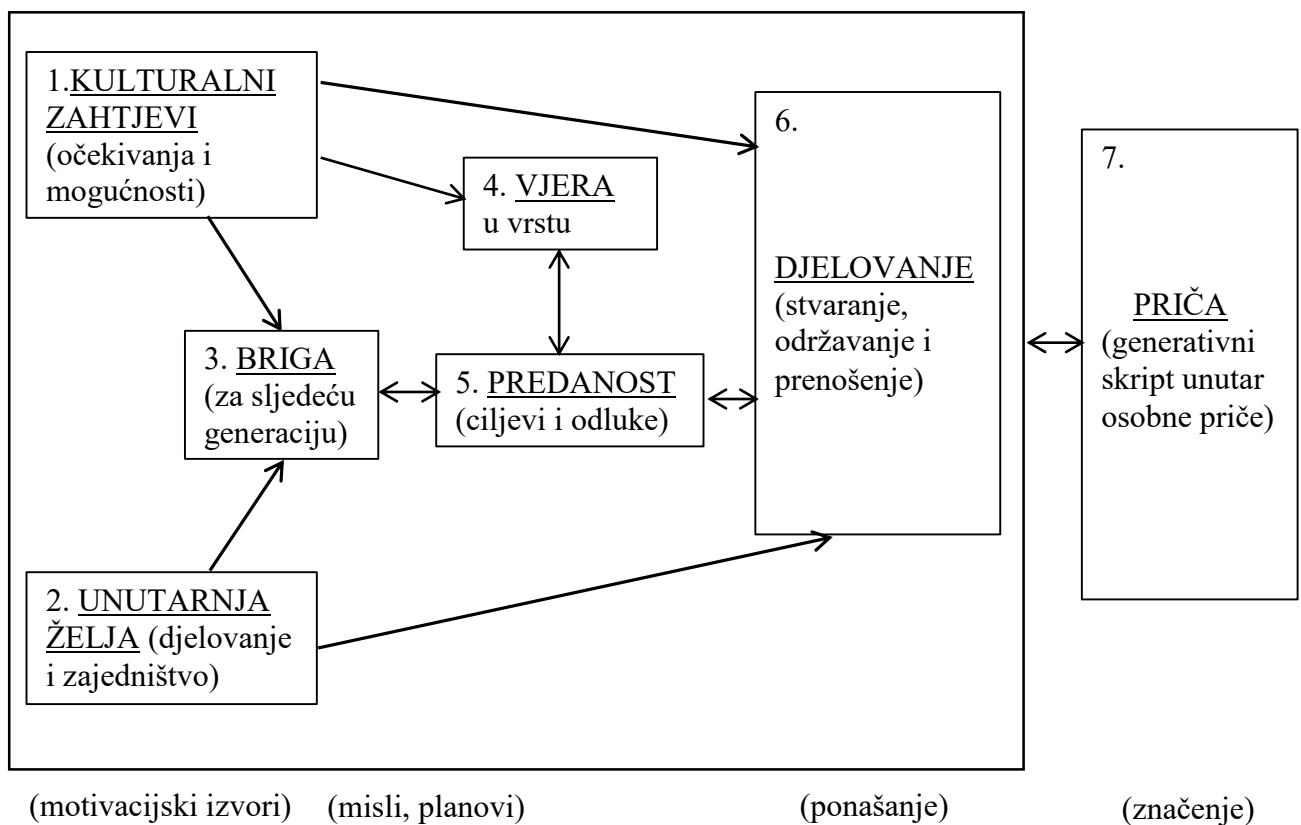 1.KULTURALNI
ZAHTJEVI
(očekivanja i
mogućnosti)
2. UNUTARNJA
ŽELJA (djelovanje
i zajedništvo)
3. BRIGA
(za sljedeću
generaciju)
4. VJERA
u vrstu
5. PREDANOST
(ciljevi i odluke)
6.
DJELOVANJE
(stvaranje,
održavanje i
prenošenje)
7.
PRIČA
(generativni
skript unutar
osobne priče)
(motivacijski izvori)
(misli, planovi)
(ponašanje)
(značenje)